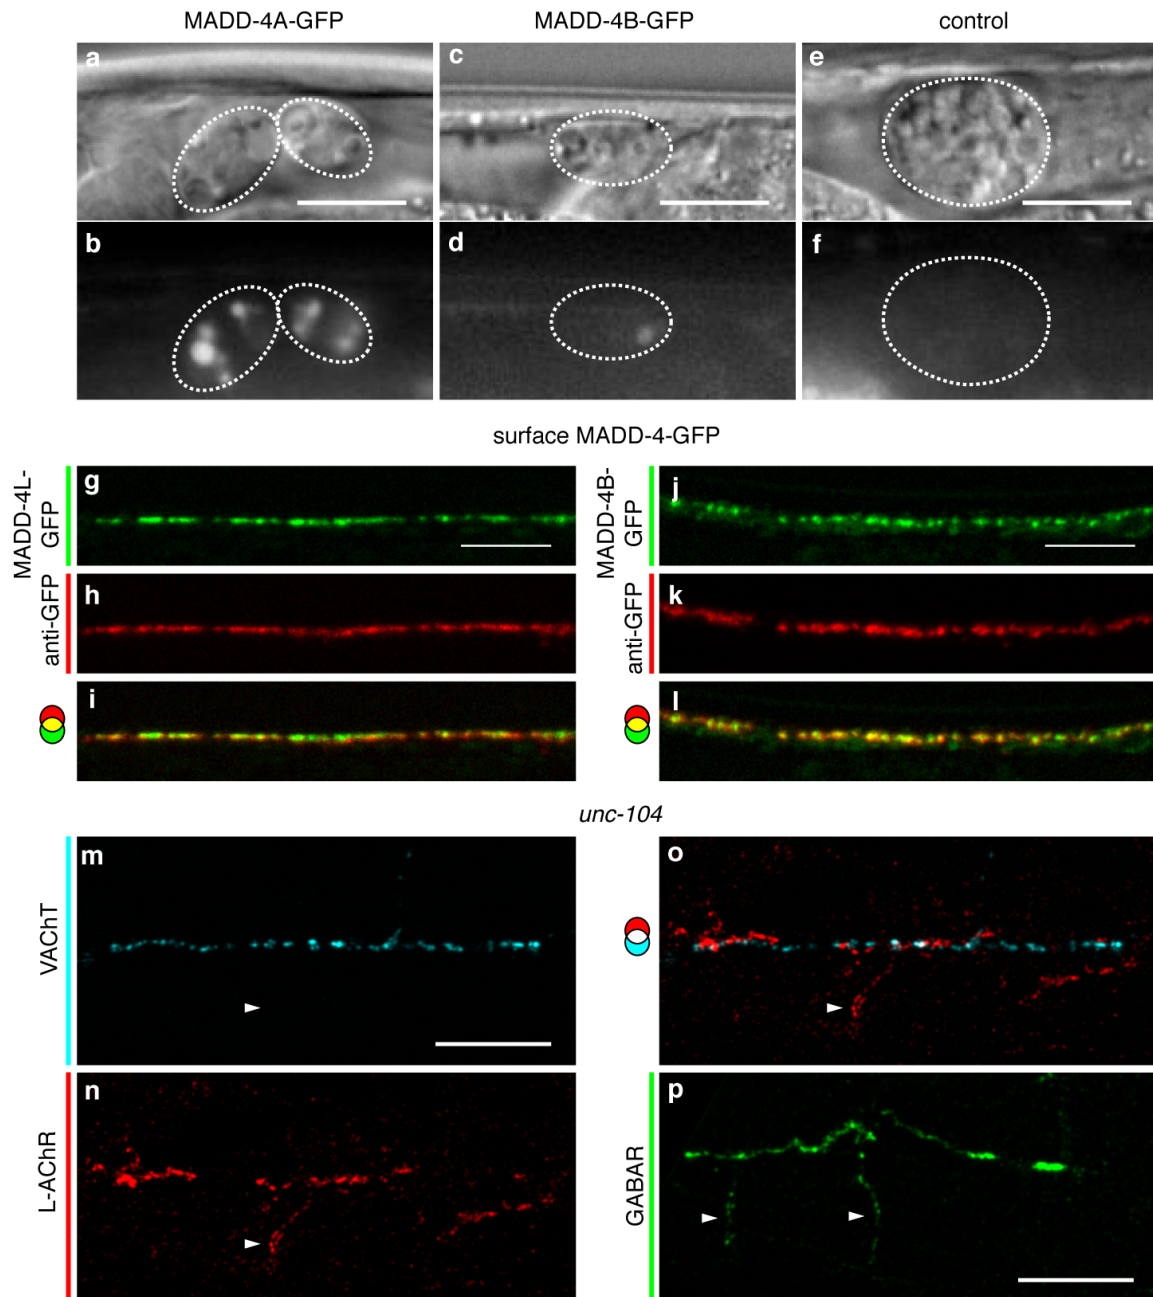 MADD-4A-GFP
MADD-4B-GFP
control
a
c
e
b
d
f
surface MADD-4-GFP
MADD-4L-
GFP
g
MADD-4B-
GFP
j
anti-GFP
h
anti-GFP
k
i
l
unc-104
VAChT
m
o
L-AChR
n
GABAR
p